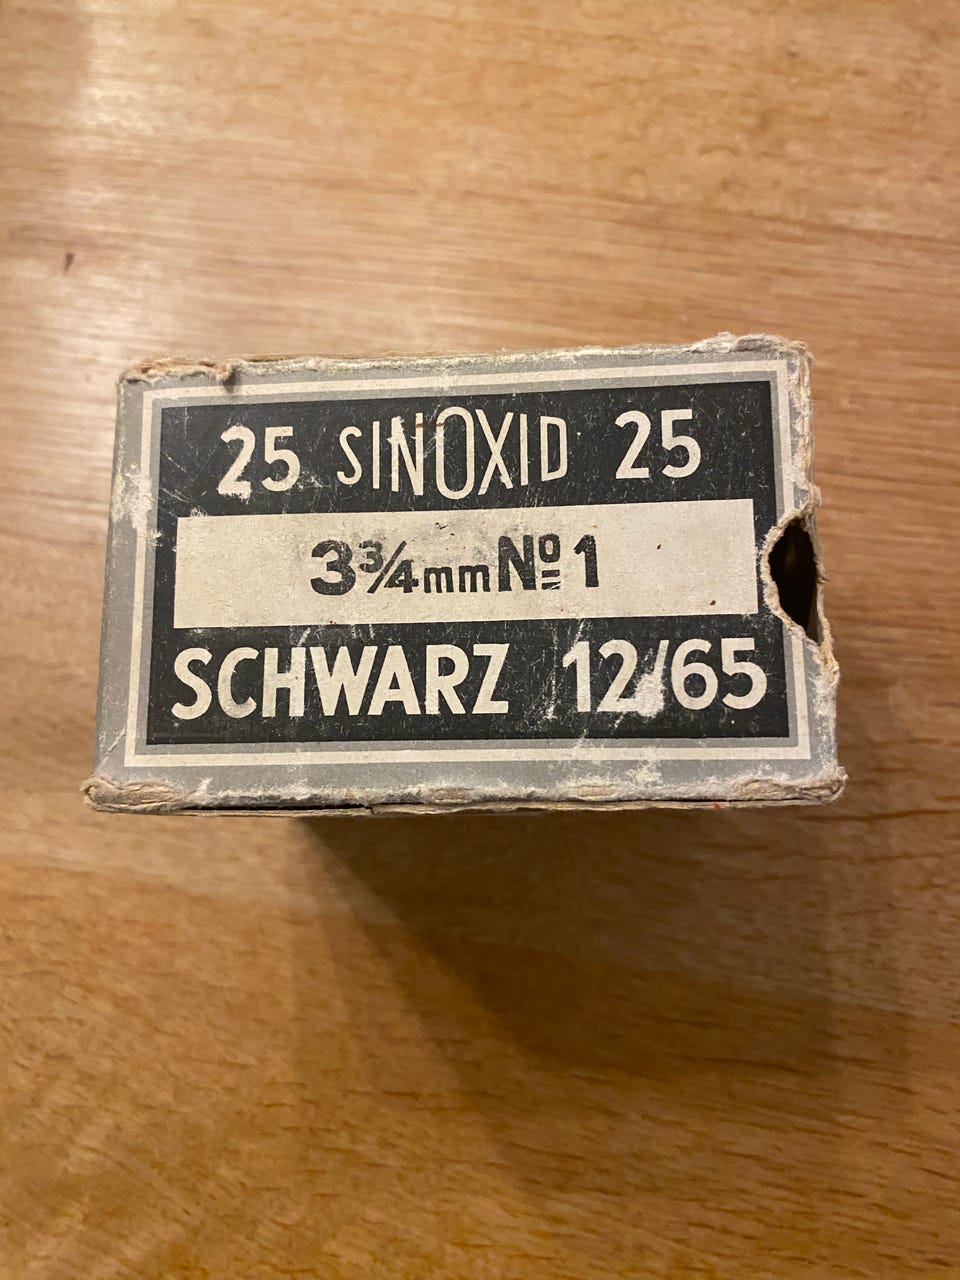 25 SINOXID 25
3¾mm Nº 1
SCHWARZ 12/65